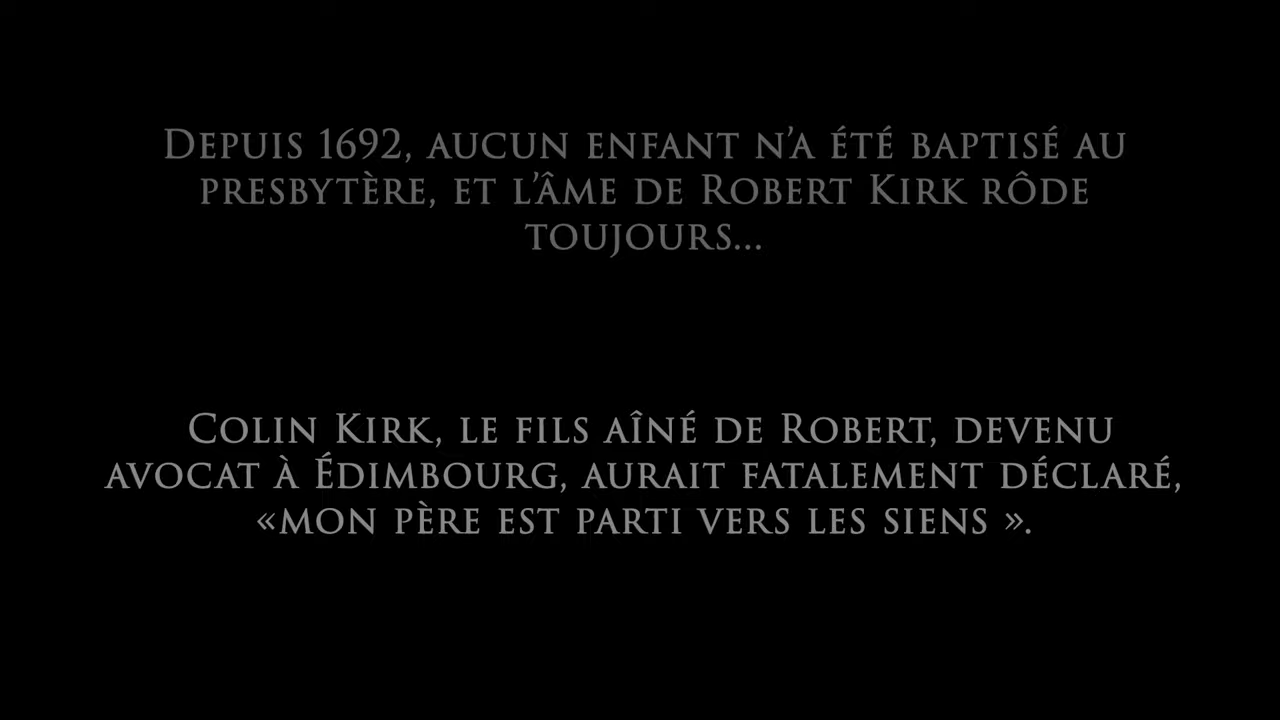 Depuis 1692, aucun enfant n’a été baptisé au
presbytère, et l’âme de Robert Kirk rôde
toujours...
Colin Kirk, le fils aîné de Robert, devenu
avocat à Édimbourg, aurait fatalement déclaré,
«mon père est parti vers les siens ».